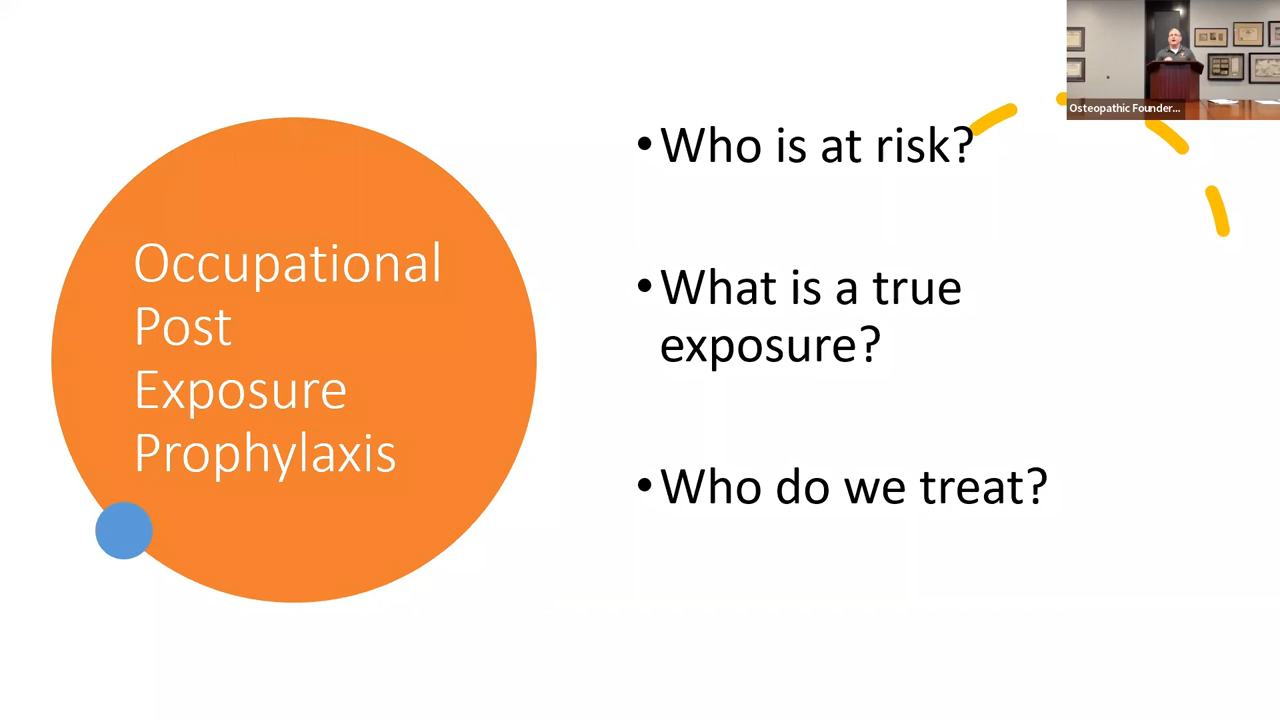 Osteopathic Founder...
Occupational
Post
Exposure
Prophylaxis
•Who is at risk?
•What is a true
exposure?
•Who do we treat?